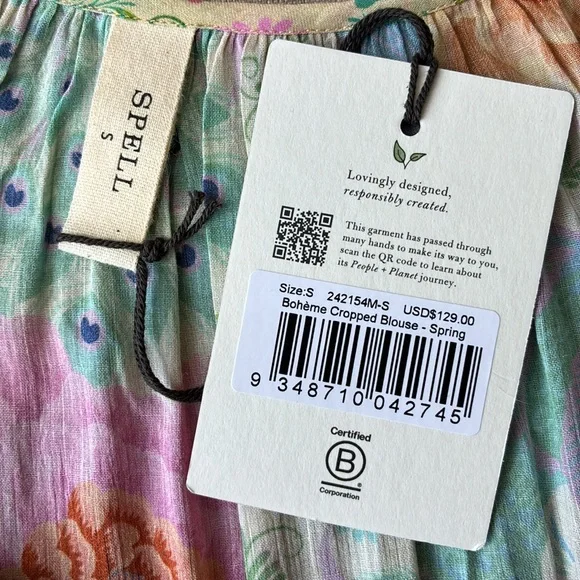 SPELL
S
Lovingly designed,
responsibly created.
This garment has passed through
many hands to make its way to you,
scan the QR code to learn about
its People + Planet journey.
Size:S 242154M-S USD$129.00
Bohème Cropped Blouse - Spring
9 348710 042745
Certified
B
Corporation